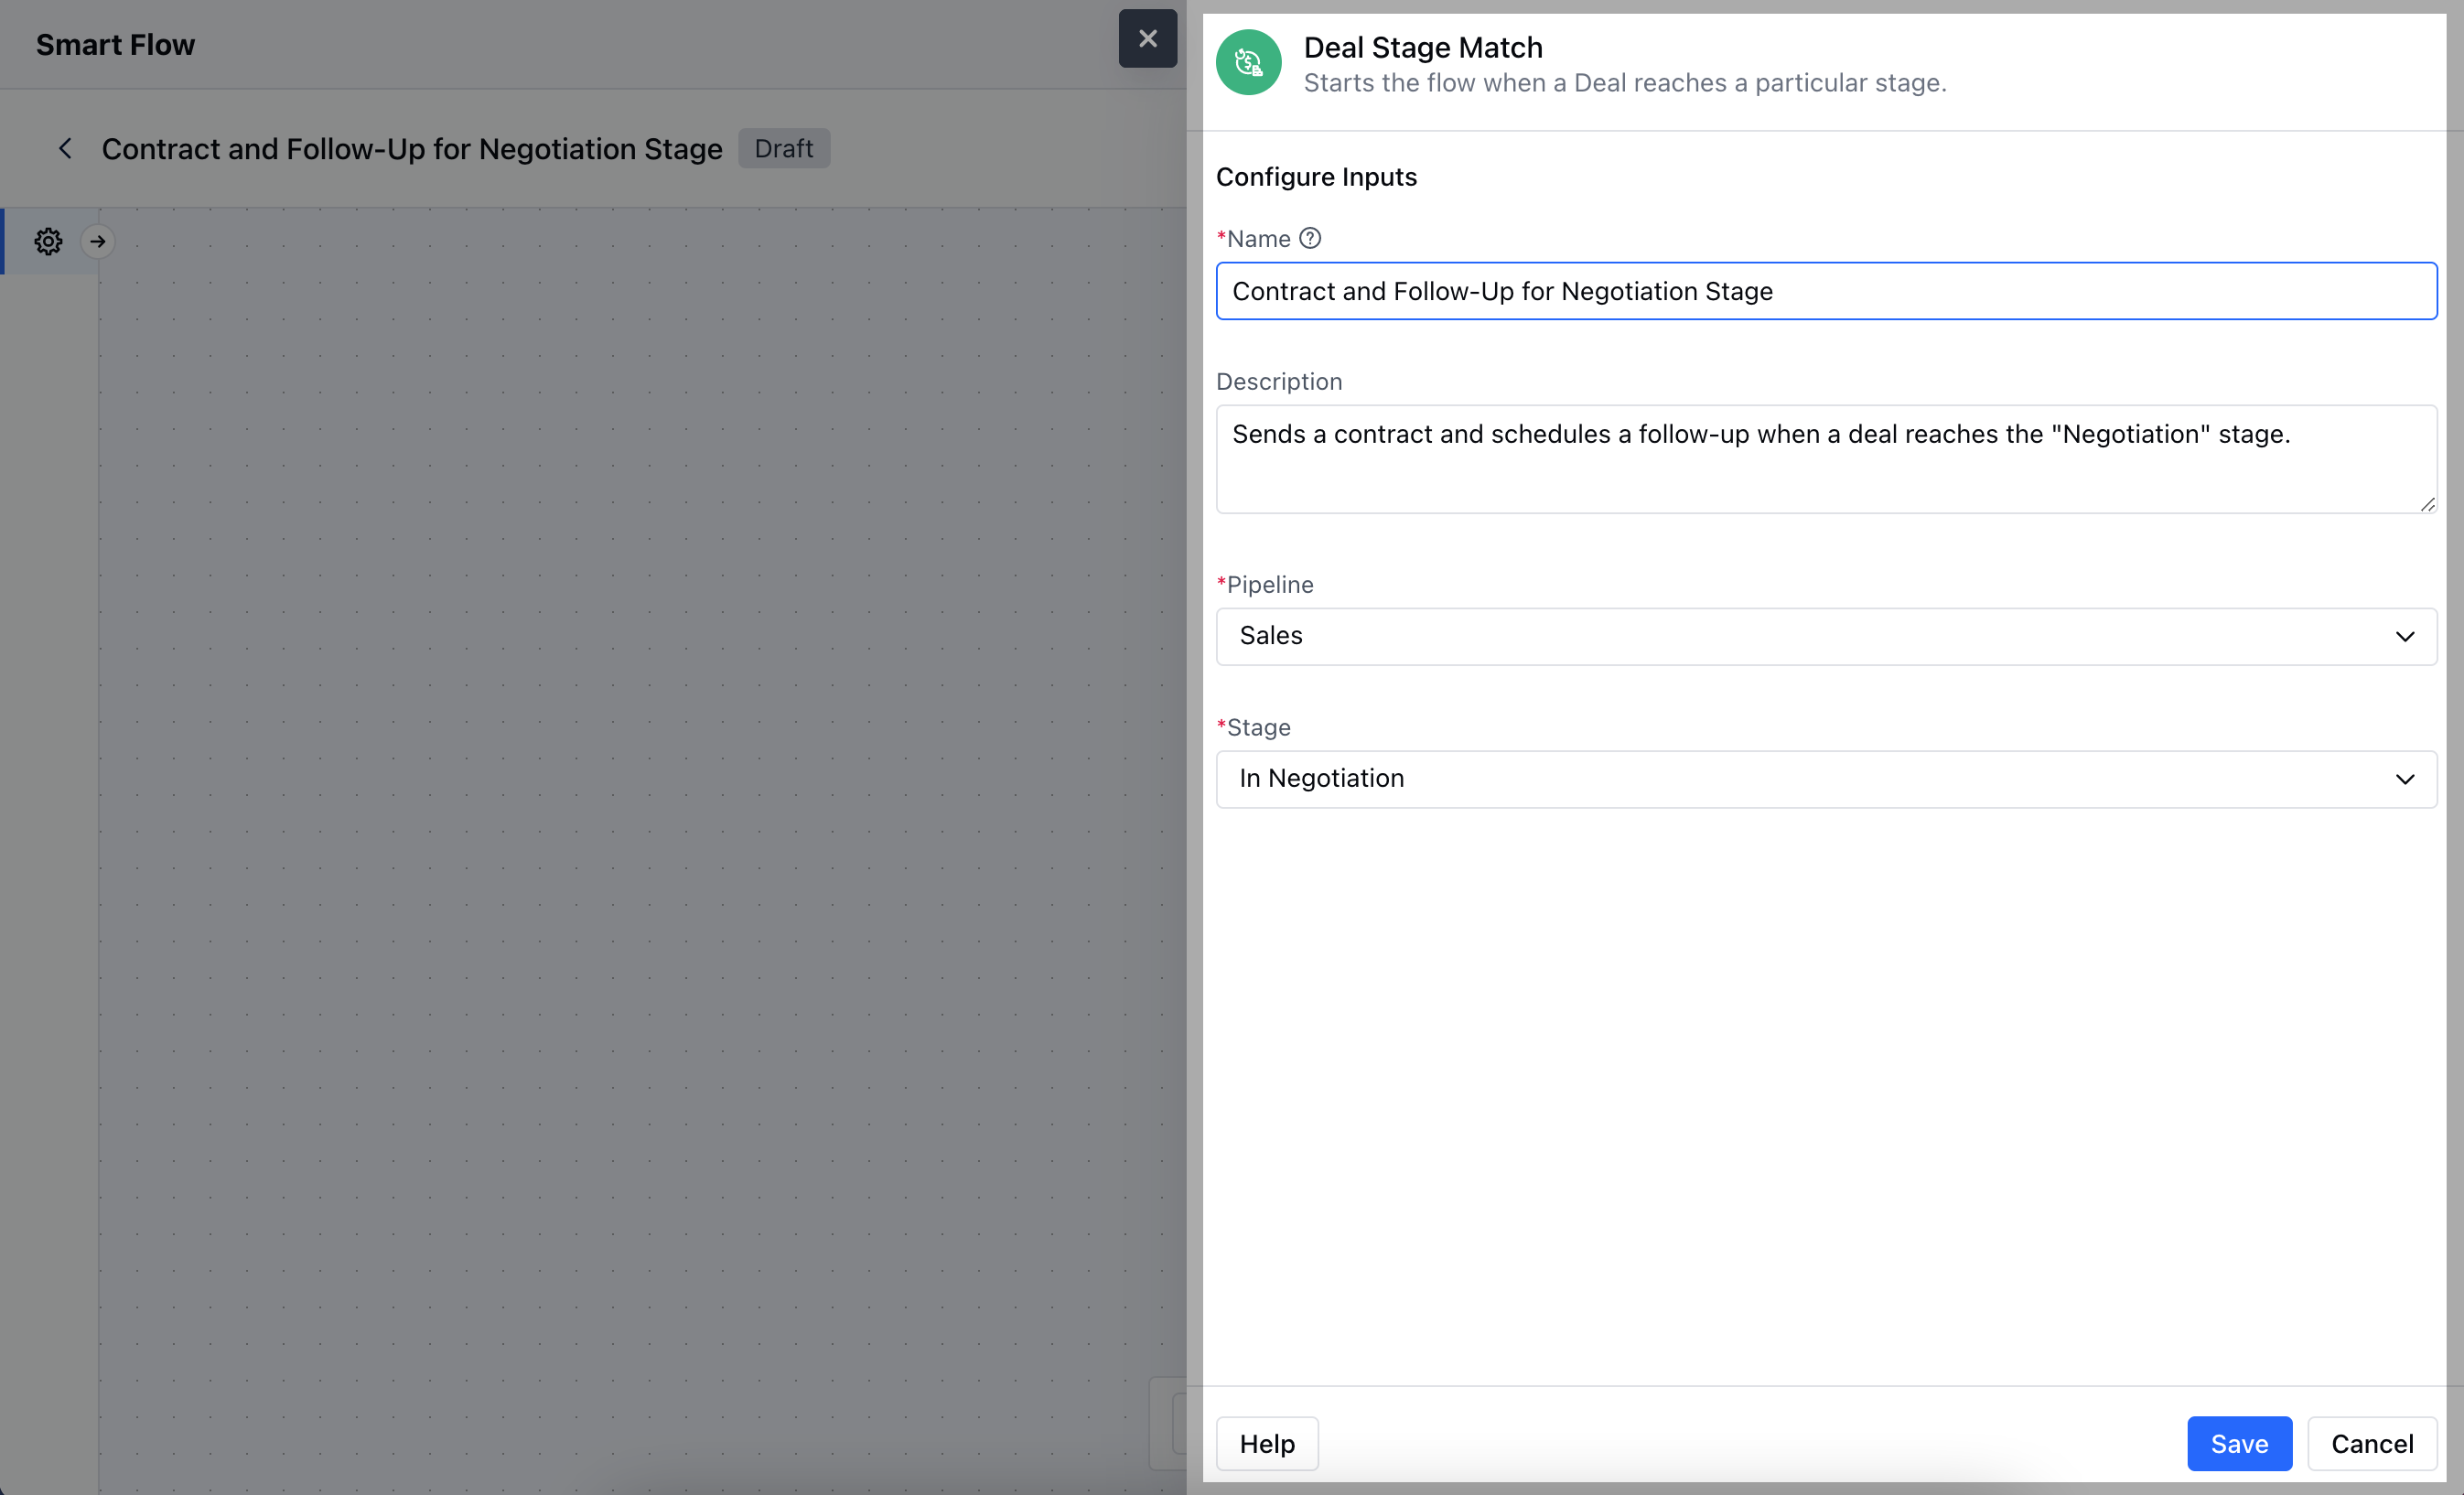 Smart Flow
Contract and Follow-Up for Negotiation Stage Draft
Deal Stage Match
Starts the flow when a Deal reaches a particular stage.
Configure Inputs
*Name
Contract and Follow-Up for Negotiation Stage
Description
Sends a contract and schedules a follow-up when a deal reaches the "Negotiation" stage.
*Pipeline
Sales
*Stage
In Negotiation
Help Save Cancel